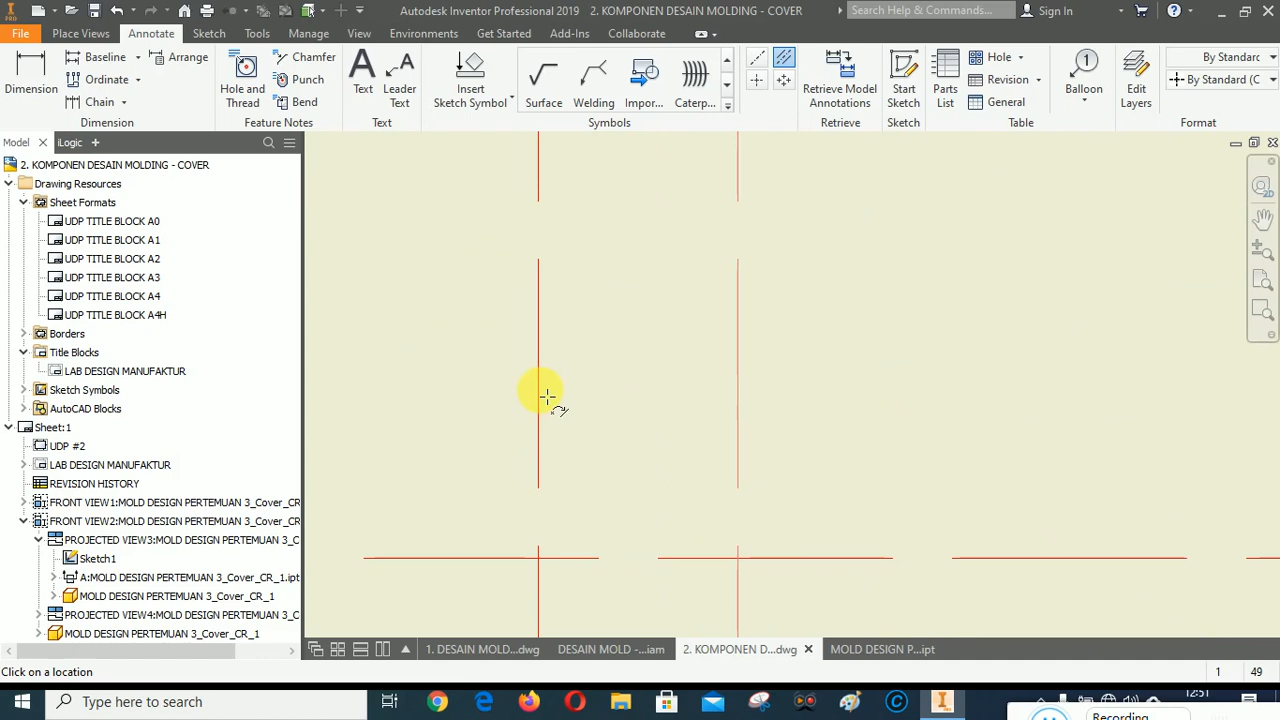 PRO
Autodesk Inventor Professional 2019   2. KOMPONEN DESAIN MOLDING - COVER
Search Help & Commands...
Sign In
File Place Views Annotate Sketch Tools Manage View Environments Get Started Add-Ins Collaborate
Baseline Arrange
Ordinate
Chain
Dimension
Dimension
Hole and Thread
Chamfer
Punch
Bend
Feature Notes
Text
Leader Text
Text
Insert Sketch Symbol
Surface Welding Impor... Caterp...
Symbols
Retrieve Model Annotations
Retrieve
Start Sketch
Sketch
Parts List
Hole
Revision
General
Table
Balloon
1
Edit Layers
By Standarc
By Standard (C
Format
Model iLogic
2. KOMPONEN DESAIN MOLDING - COVER
Drawing Resources
Sheet Formats
UDP TITLE BLOCK A0
UDP TITLE BLOCK A1
UDP TITLE BLOCK A2
UDP TITLE BLOCK A3
UDP TITLE BLOCK A4
UDP TITLE BLOCK A4H
Borders
Title Blocks
LAB DESIGN MANUFAKTUR
Sketch Symbols
AutoCAD Blocks
Sheet:1
UDP #2
LAB DESIGN MANUFAKTUR
REVISION HISTORY
FRONT VIEW1:MOLD DESIGN PERTEMUAN 3_Cover_CR_
FRONT VIEW2:MOLD DESIGN PERTEMUAN 3_Cover_CR_
PROJECTED VIEW3:MOLD DESIGN PERTEMUAN 3_C
Sketch1
A:MOLD DESIGN PERTEMUAN 3_Cover_CR_1.ipt
MOLD DESIGN PERTEMUAN 3_Cover_CR_1
PROJECTED VIEW4:MOLD DESIGN PERTEMUAN 3_C
MOLD DESIGN PERTEMUAN 3_Cover_CR_1
2D
1. DESAIN MOLD...dwg DESAIN MOLD -...iam 2. KOMPONEN D...dwg MOLD DESIGN P...ipt
Click on a location
1 49
Type here to search
12:51
Recording